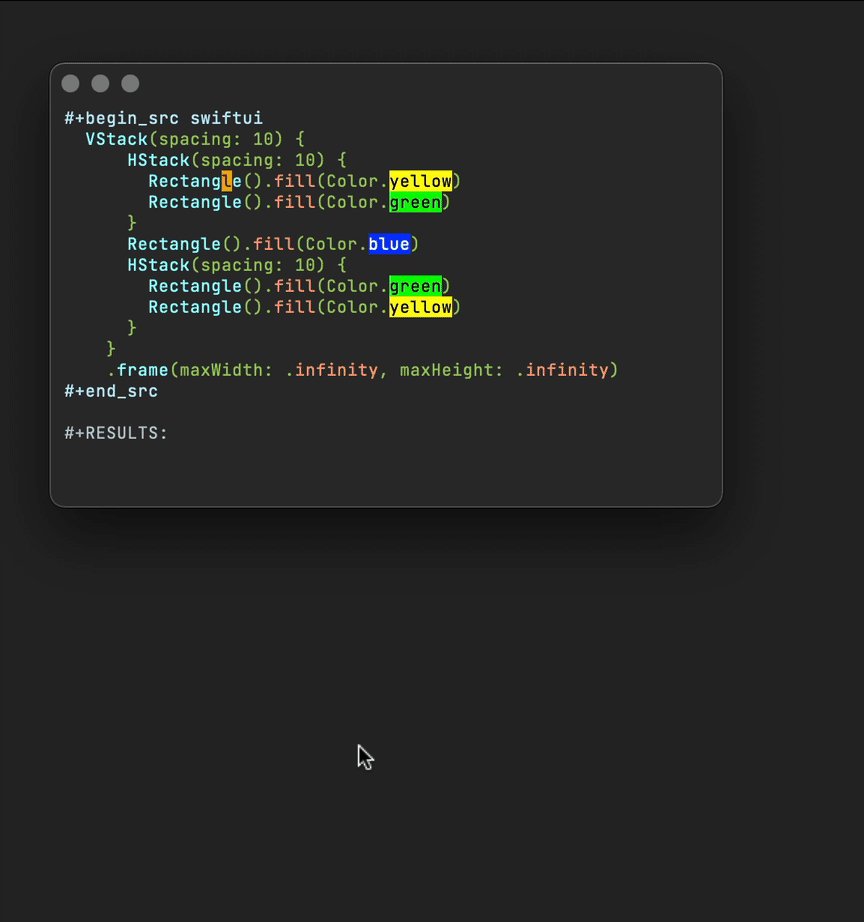 #+begin_src swiftui
  VStack(spacing: 10) {
      HStack(spacing: 10) {
        Rectangle().fill(Color.yellow)
        Rectangle().fill(Color.green)
      }
      Rectangle().fill(Color.blue)
      HStack(spacing: 10) {
        Rectangle().fill(Color.green)
        Rectangle().fill(Color.yellow)
      }
    }
    .frame(maxWidth: .infinity, maxHeight: .infinity)
#+end_src
#+RESULTS: